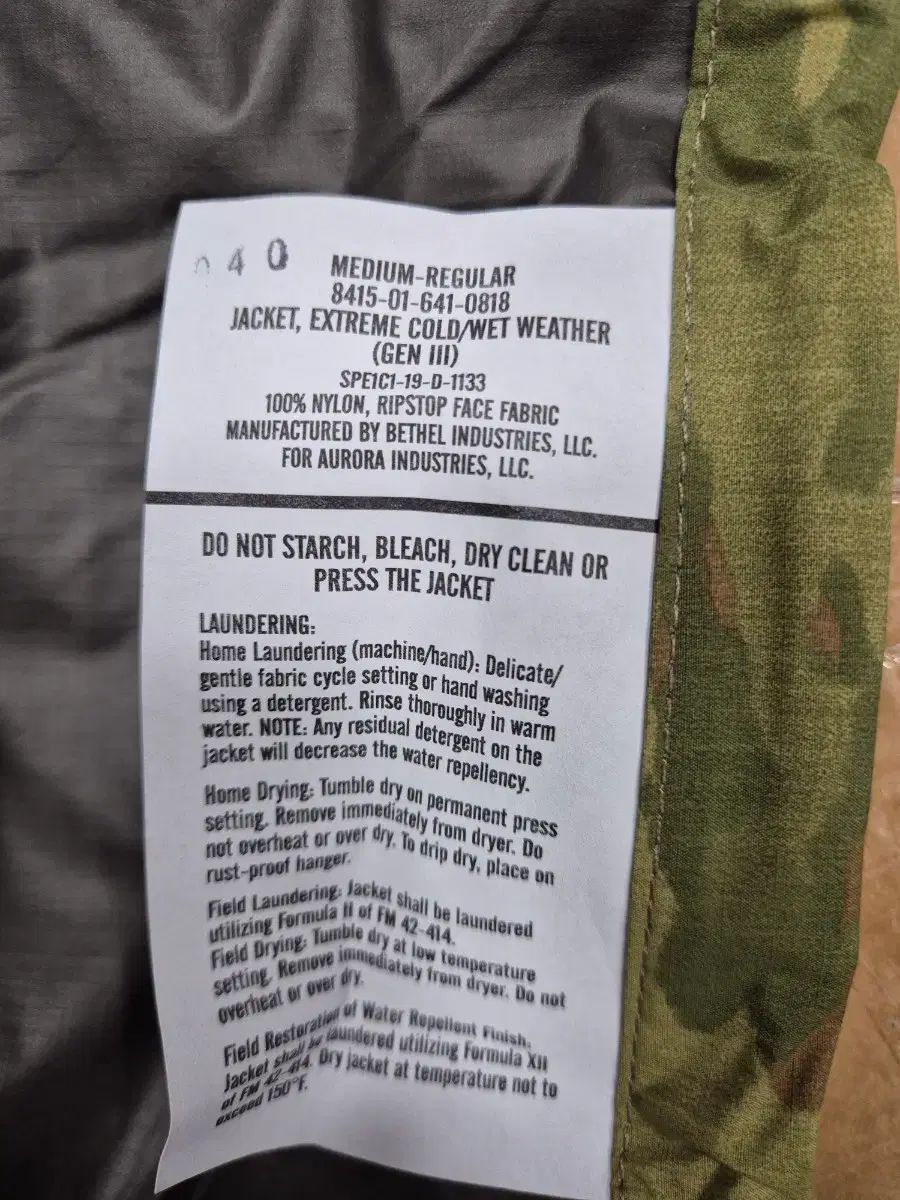 040
MEDIUM-REGULAR
8415-01-641-0818
JACKET, EXTREME COLD/WET WEATHER
(GEN III)
SPE1C1-19-D-1133
100% NYLON, RIPSTOP FACE FABRIC
MANUFACTURED BY BETHEL INDUSTRIES, LLC.
FOR AURORA INDUSTRIES, LLC.
DO NOT STARCH, BLEACH, DRY CLEAN OR
PRESS THE JACKET
LAUNDERING:
Home Laundering (machine/hand): Delicate/
gentle fabric cycle setting or hand washing
using a detergent. Rinse thoroughly in warm
water. NOTE: Any residual detergent on the
jacket will decrease the water repellency.
Home Drying: Tumble dry on permanent press
setting. Remove immediately from dryer. Do
not overheat or over dry. To drip dry, place on
rust-proof hanger.
Field Laundering: Jacket shall be laundered
utilizing Formula II of FM 42-414.
Field Drying: Tumble dry at low temperature
setting. Remove immediately from dryer. Do not
overheat or over dry.
Field Restoration of Water Repellent Finish.
Jacket shall be laundered utilizing Formula XII
of FM 42-414. Dry jacket at temperature not to
exceed 150°F.